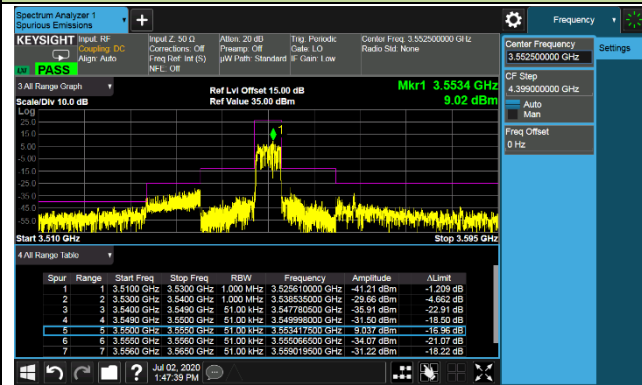 Spectrum Analyzer 1
Spurious Emissions
Frequency
KEYSIGHT
Input: RF
Coupling: DC
Align: Auto
Input Z: 50 Ω
Corrections: Off
Freq Ref: Int (S)
NFE: Off
Atten: 20 dB
Preamp: Off
µW Path: Standard
Trig: Periodic
Gate: LO
IF Gain: Low
Center Freq: 3.552500000 GHz
Radio Std: None
PASS
Center Frequency
3.552500000 GHz
Settings
CF Step
4.399000000 GHz
Auto
Man
Freq Offset
0 Hz
3 All Range Graph
Scale/Div 10.0 dB
Ref Lvl Offset 15.00 dB
Ref Value 35.00 dBm
Mkr1 3.5534 GHz
9.02 dBm
Log
25.0
15.0
5.00
-5.00
-15.0
-25.0
-35.0
-45.0
-55.0
1
Start 3.510 GHz
Stop 3.595 GHz
4 All Range Table
Spur Range Start Freq Stop Freq RBW Frequency Amplitude ΔLimit
1 1 3.5100 GHz 3.5300 GHz 1.000 MHz 3.525610000 GHz -41.21 dBm -1.209 dB
2 2 3.5300 GHz 3.5400 GHz 1.000 MHz 3.538535000 GHz -29.66 dBm -4.662 dB
3 3 3.5400 GHz 3.5490 GHz 51.00 kHz 3.547780500 GHz -35.91 dBm -22.91 dB
4 4 3.5490 GHz 3.5500 GHz 51.00 kHz 3.549998000 GHz -31.50 dBm -18.50 dB
5 5 3.5500 GHz 3.5550 GHz 51.00 kHz 3.553417500 GHz 9.037 dBm -16.96 dB
6 6 3.5550 GHz 3.5560 GHz 51.00 kHz 3.555066500 GHz -34.07 dBm -21.07 dB
7 7 3.5560 GHz 3.5650 GHz 51.00 kHz 3.559019500 GHz -31.22 dBm -18.22 dB
Jul 02, 2020
1:47:39 PM